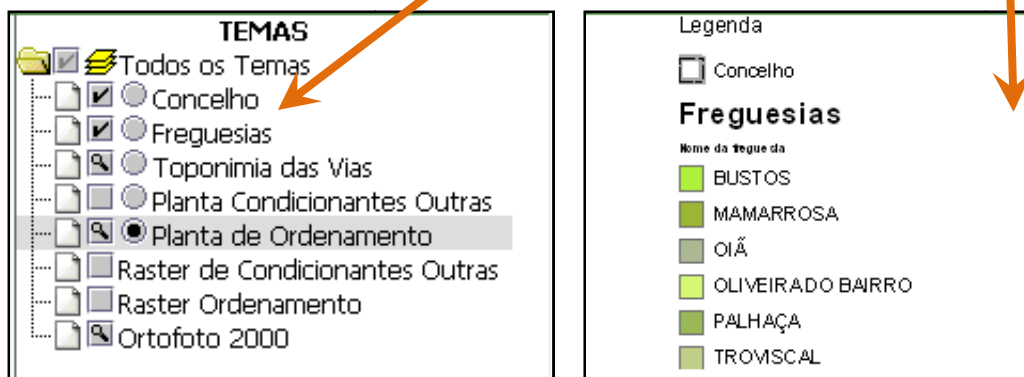 TEMAS
Todos os Temas
Concelho
Freguesias
Toponimia das Vias
Planta Condicionantes Outras
Planta de Ordenamento
Raster de Condicionantes Outras
Raster Ordenamento
Ortofoto 2000
Legenda
Concelho
Freguesias
Nome da freguesia
BUSTOS
MAMARROSA
OIÃ
OLIVEIRA DO BAIRRO
PALHAÇA
TROVISCAL